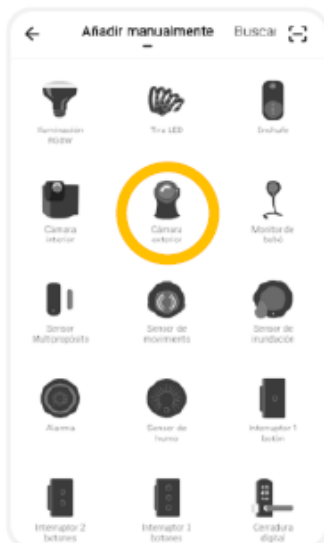 Añadir manualmente
Buscar
Iluminación
RGBW
Tira LED
Enchufe
Cámara
interior
Cámara
exterior
Monitor de
bebé
Sensor
Multipropósito
Sensor de
movimiento
Sensor de
inundación
Alarma
Sensor de
humo
Interruptor 1
botón
Interruptor 2
botones
Interruptor 3
botones
Cerradura
digital